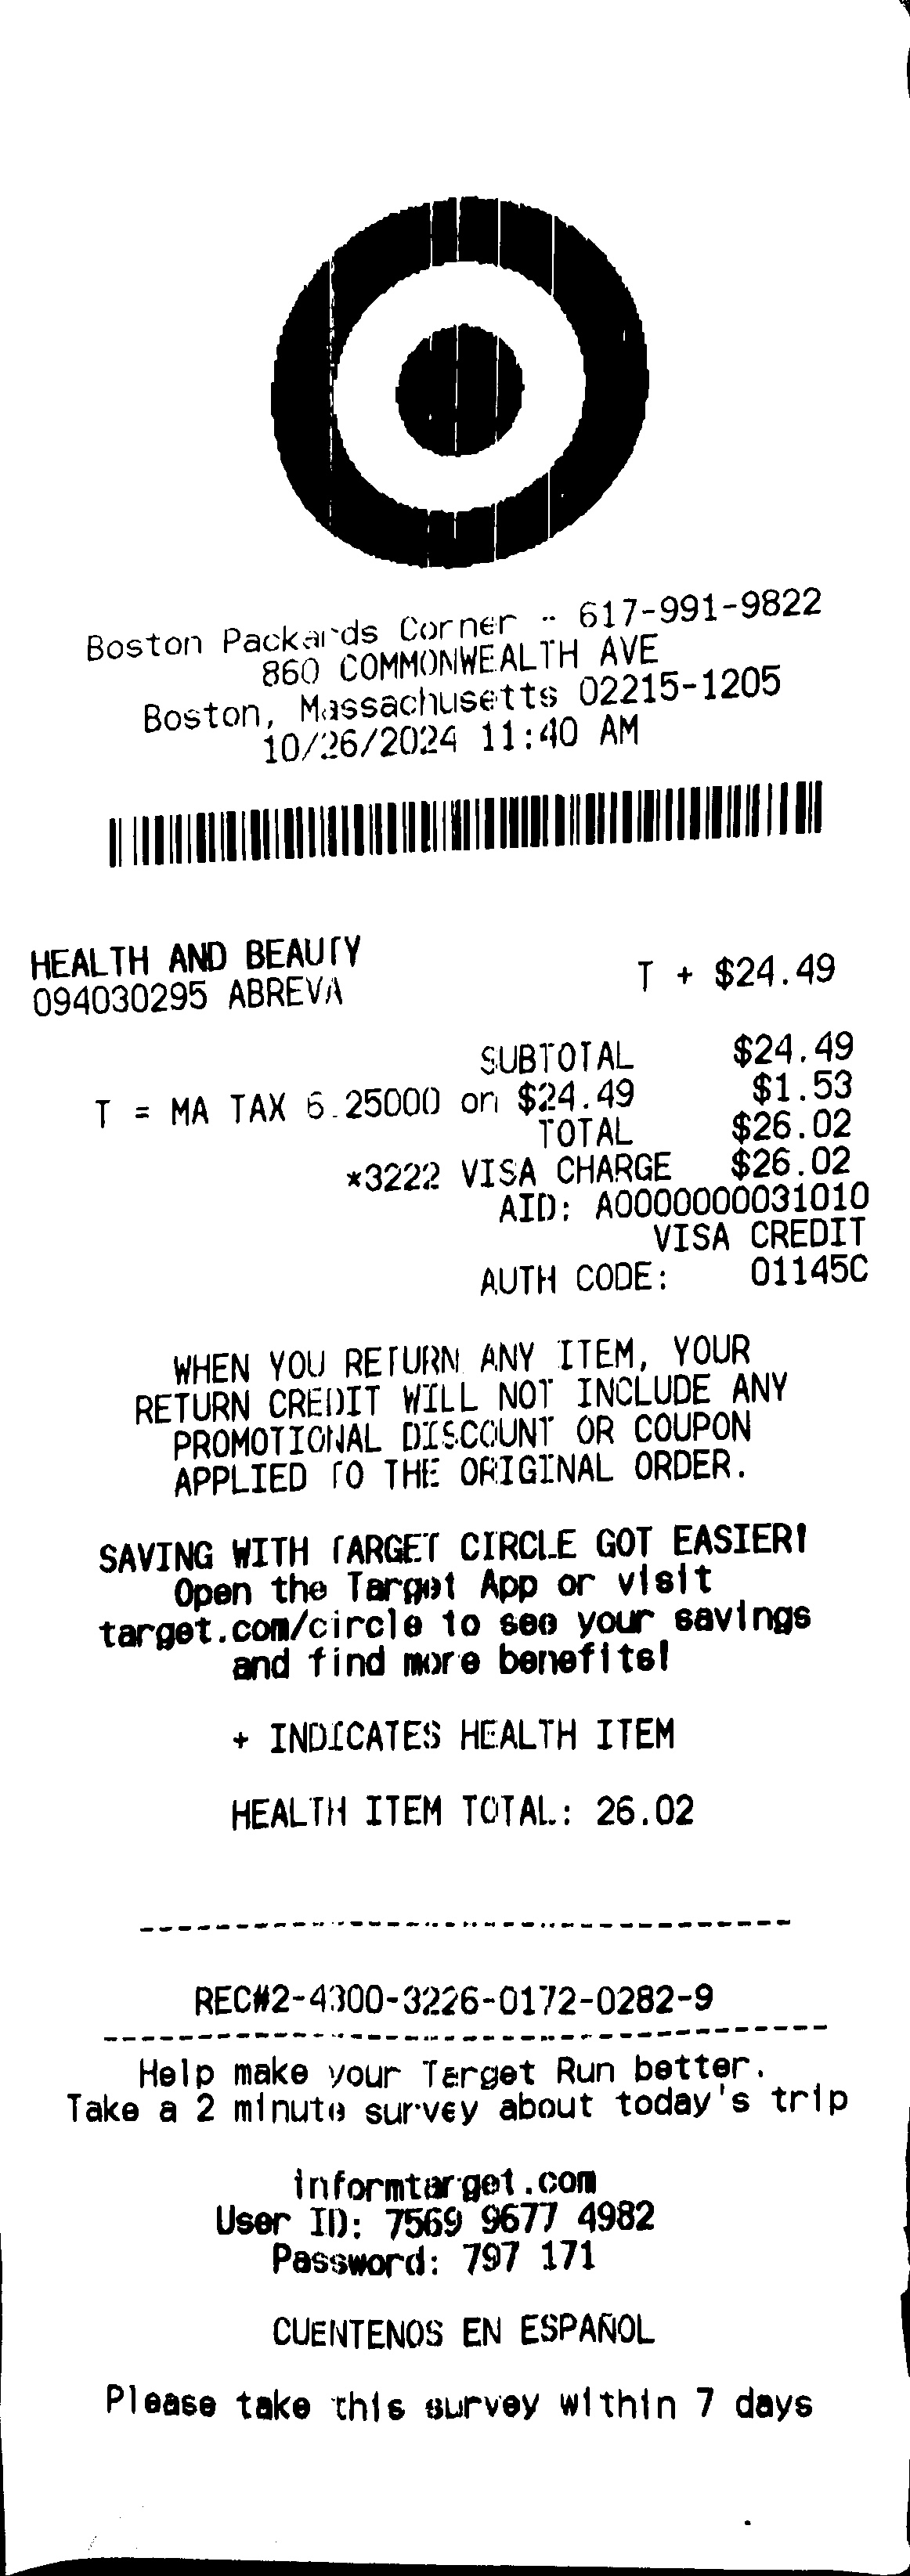 Boston Packards Corner - 617-991-9822
860 COMMONWEALTH AVE
Boston, Massachusetts 02215-1205
10/26/2024 11:40 AM
HEALTH AND BEAUTY
094030295 ABREVA T + $24.49
SUBTOTAL $24.49
T = MA TAX 6.25000 on $24.49 $1.53
TOTAL $26.02
*3222 VISA CHARGE $26.02
AID: A0000000031010
VISA CREDIT
AUTH CODE: 01145C
WHEN YOU RETURN ANY ITEM, YOUR
RETURN CREDIT WILL NOT INCLUDE ANY
PROMOTIONAL DISCOUNT OR COUPON
APPLIED TO THE ORIGINAL ORDER.
SAVING WITH TARGET CIRCLE GOT EASIER!
Open the Target App or visit
target.com/circle to see your savings
and find more benefits!
+ INDICATES HEALTH ITEM
HEALTH ITEM TOTAL: 26.02
REC#2-4300-3226-0172-0282-9
Help make your Target Run better.
Take a 2 minute survey about today's trip
informtarget.com
User ID: 7569 9677 4982
Password: 797 171
CUENTENOS EN ESPAÑOL
Please take this survey within 7 days